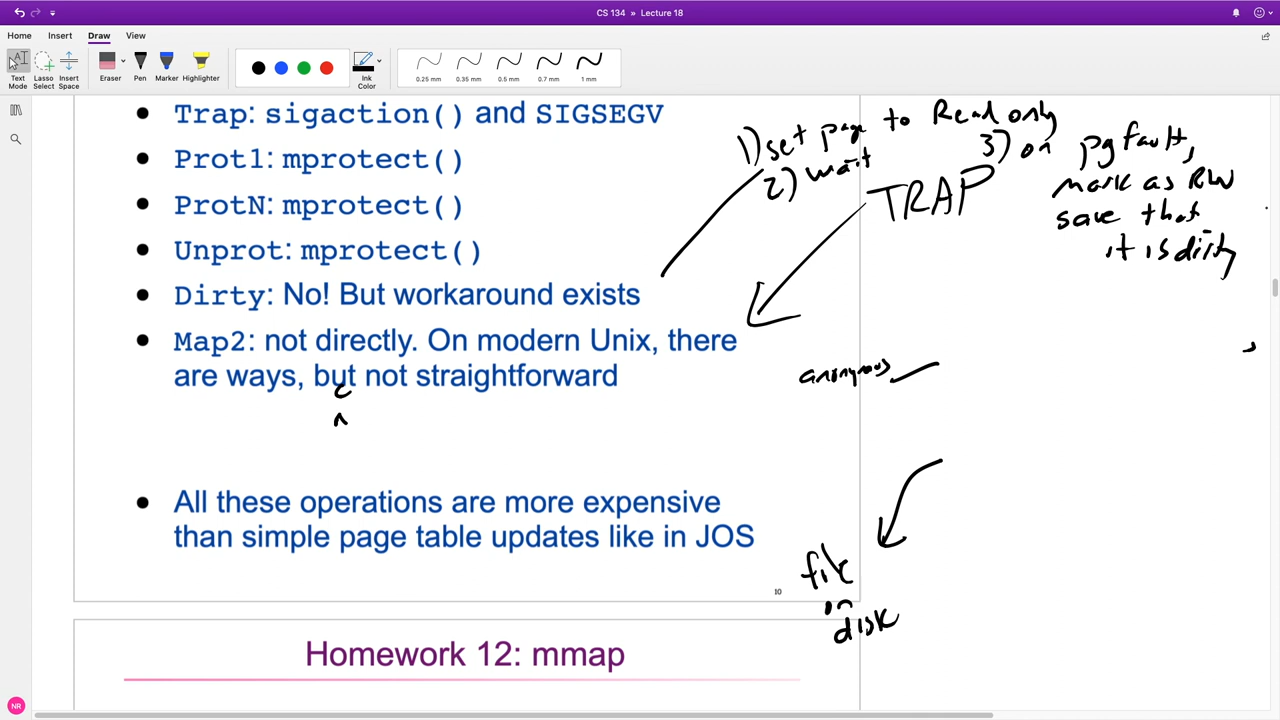 CS 134 » Lecture 18
Home Insert Draw View
Text Mode
Lasso Select
Insert Space
Eraser
Pen
Marker
Highlighter
Ink Color
0.25 mm
0.35 mm
0.5 mm
0.7 mm
1 mm
• Trap: sigaction() and SIGSEGV
• Prot1: mprotect()
• ProtN: mprotect()
• Unprot: mprotect()
• Dirty: No! But workaround exists
• Map2: not directly. On modern Unix, there
are ways, but not straightforward
• All these operations are more expensive
than simple page table updates like in JOS
10
Homework 12: mmap
1) set page to Read only
2) wait
3) on pg fault,
mark as RW
save that
it is dirty
TRAP
anonymous
file
on
disk
NR